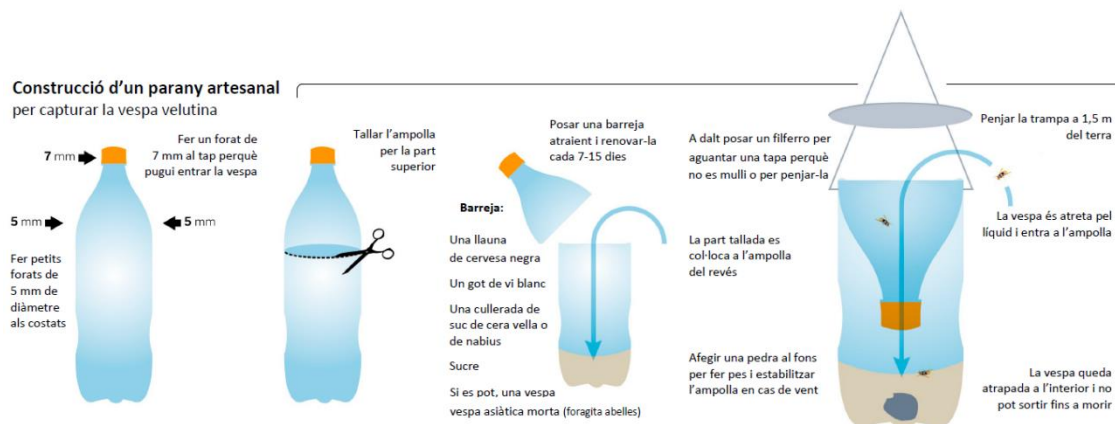 Construcció d'un parany artesanal
per capturar la vespa velutina
7 mm
Fer un forat de
7 mm al tap perquè
pugui entrar la vespa
5 mm
5 mm
Fer petits
forats de
5 mm de
diàmetre
als costats
Tallar l'ampolla
per la part
superior
Posar una barreja
atraient i renovar-la
cada 7-15 dies
Barreja:
Una llauna
de cervesa negra
Un got de vi blanc
Una cullerada de
suc de cera vella o
de nabius
Sucre
Si es pot, una vespa
vespa asiàtica morta (foragita abelles)
A dalt posar un filferro per
aguantar una tapa perquè
no es mulli o per penjar-la
La part tallada es
col·loca a l'ampolla
del revés
Afegir una pedra al fons
per fer pes i estabilitzar
l'ampolla en cas de vent
Penjar la trampa a 1,5 m
del terra
La vespa és atreta pel
líquid i entra a l'ampolla
La vespa queda
atrapada a l'interior i no
pot sortir fins a morir